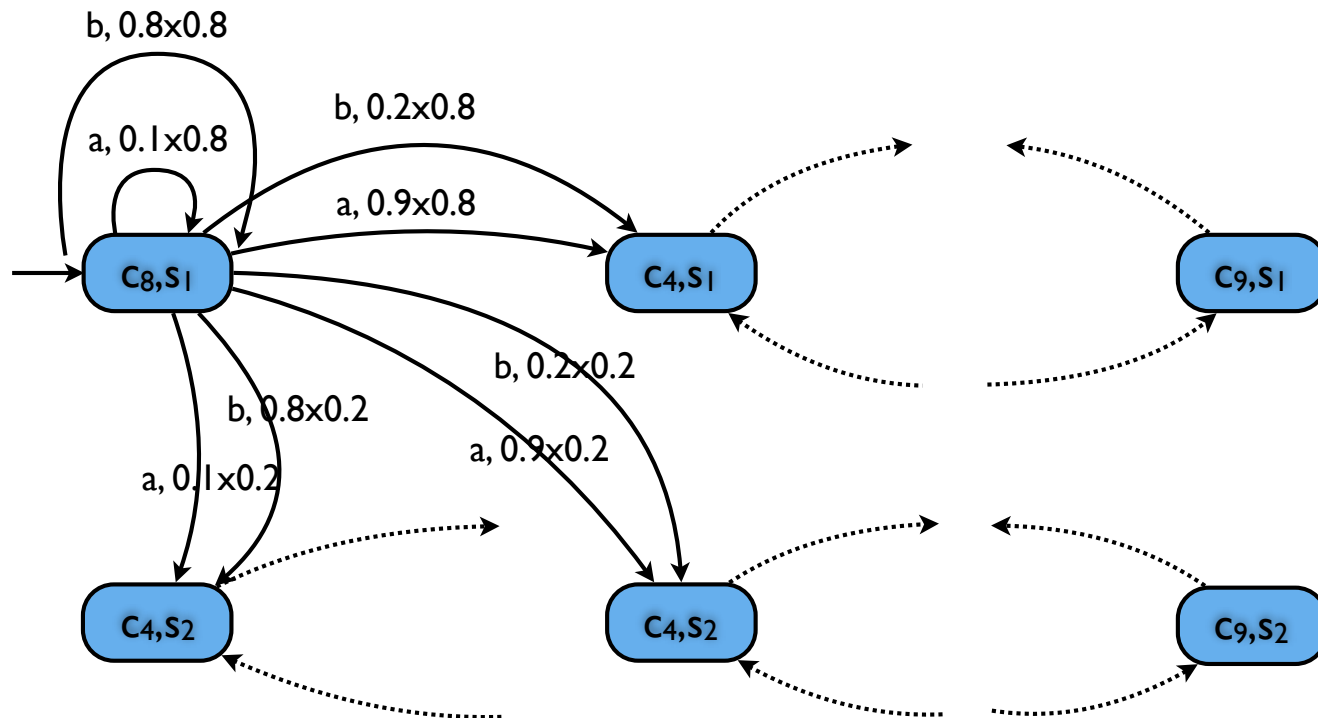 b, 0.8x0.8
b, 0.2x0.8
a, 0.1x0.8
a, 0.9x0.8
C8,S1
C4,S1
C9,S1
b, 0.2x0.2
b, 0.8x0.2
a, 0.9x0.2
a, 0.1x0.2
C4,S2
C4,S2
C9,S2